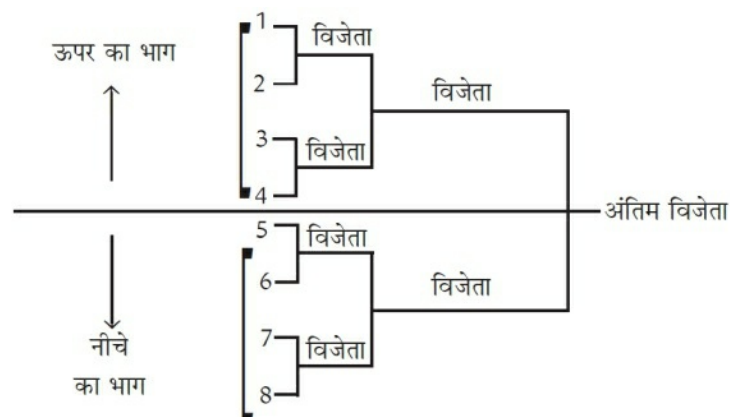 ऊपर का भाग
1
विजेता
2
विजेता
3
विजेता
4
अंतिम विजेता
5
विजेता
6
विजेता
7
विजेता
8
नीचे
का भाग